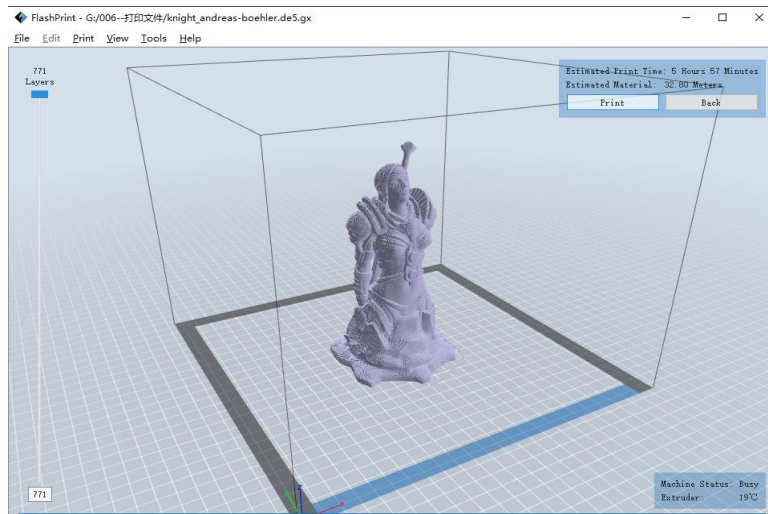 FlashPrint - G:/006--打印文件/knight_andreas-boehler.de5.gx
File Edit Print View Tools Help
771
Layers
Estimated Print Time: 5 Hours 57 Minutes
Estimated Material: 32.80 Meters
Print Back
771
z
y
x
Machine Status: Busy
Extruder: 19℃